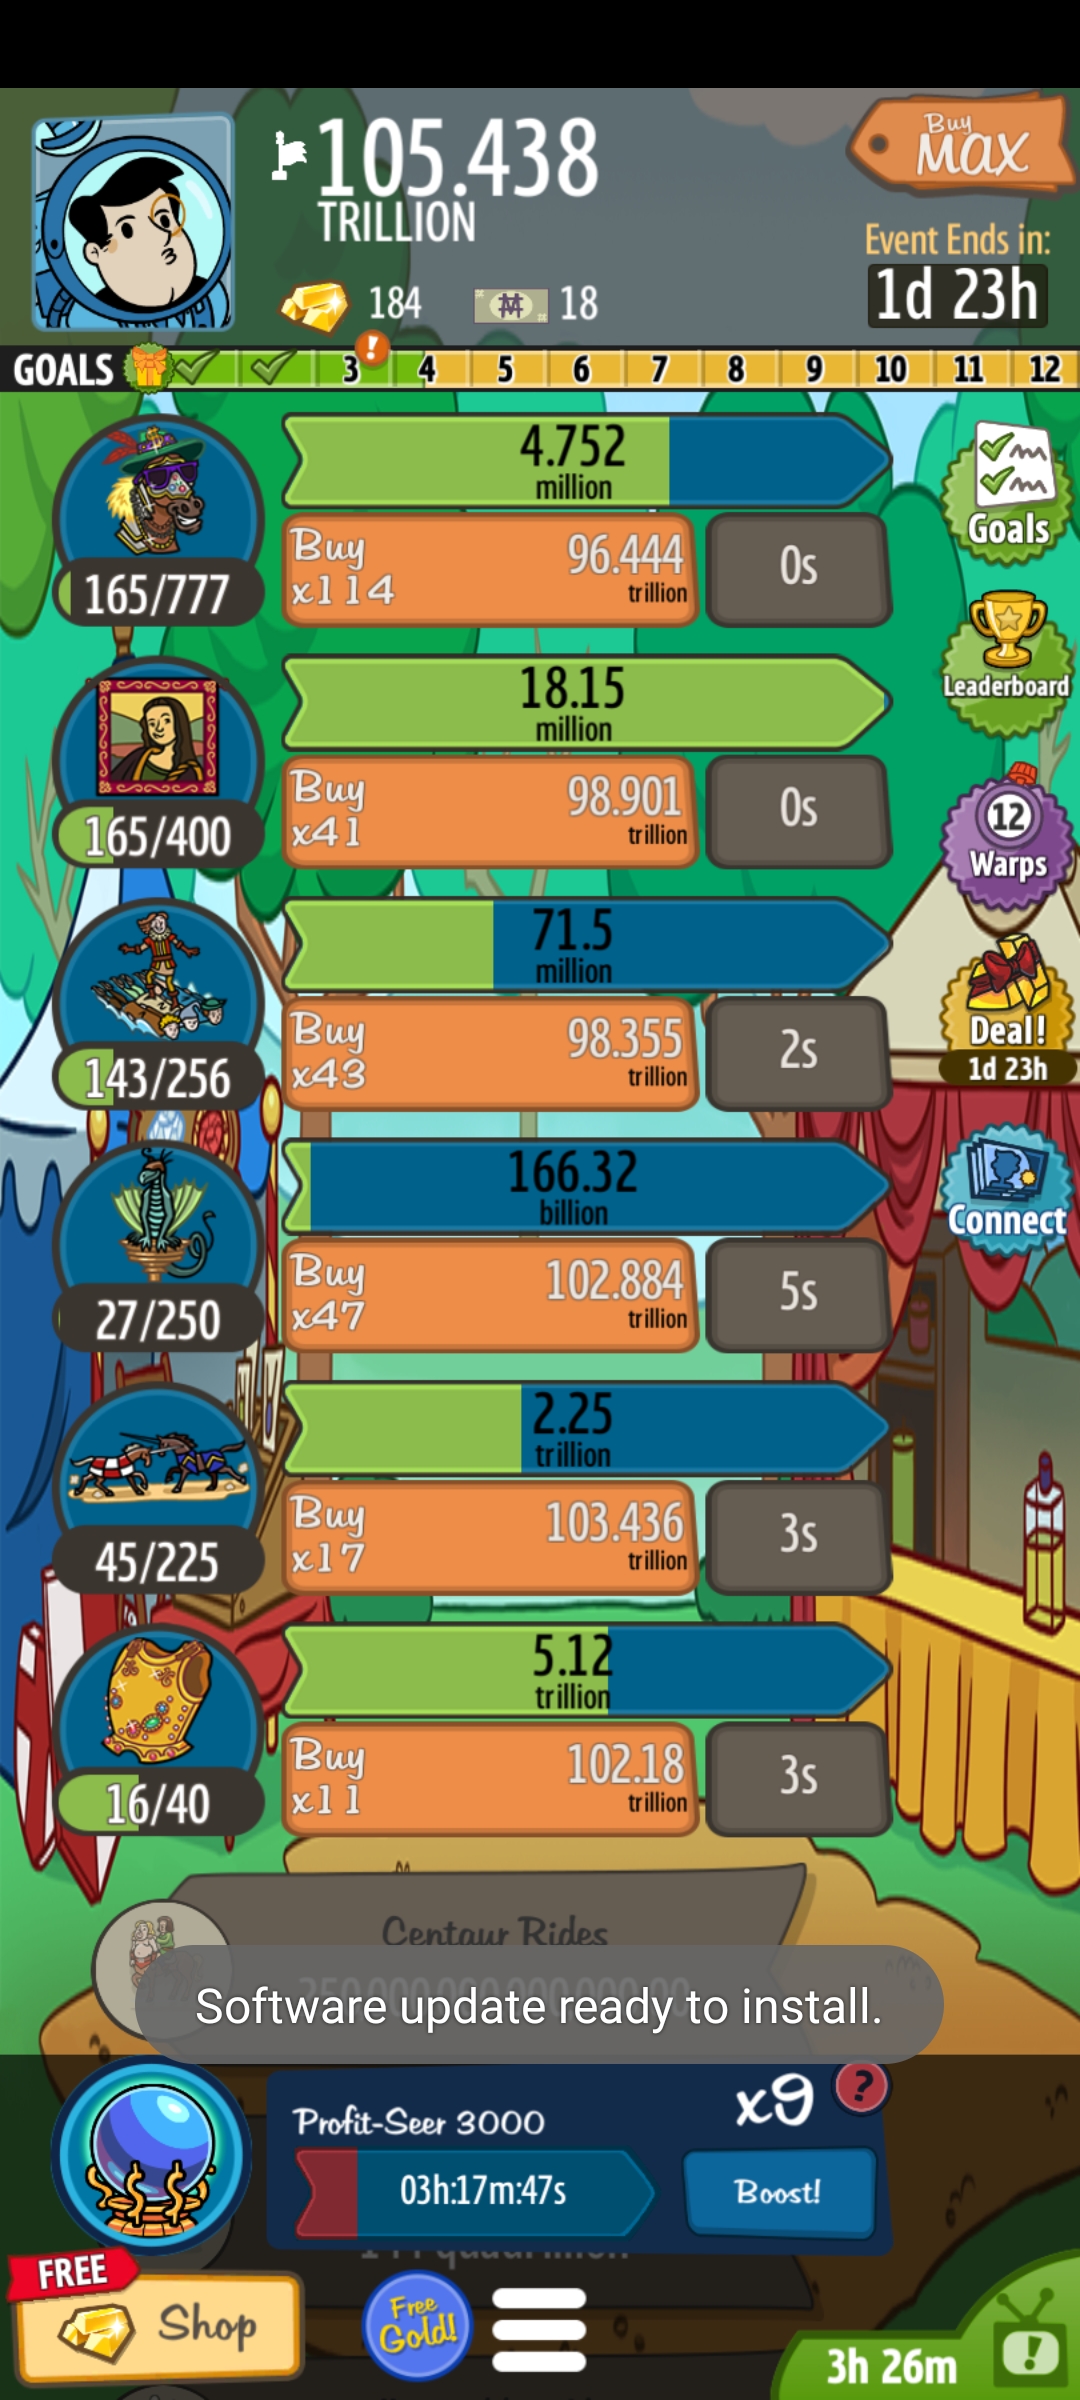 Buy
MAX
105.438
TRILLION
Event Ends in:
1d 23h
184
18
GOALS 3 ! 4 5 6 7 8 9 10 11 12
4.752
million
165/777
Buy
x114
96.444
trillion
0s
Goals
18.15
million
165/400
Buy
x41
98.901
trillion
0s
Leaderboard
12
Warps
71.5
million
143/256
Buy
x43
98.355
trillion
2s
Deal!
1d 23h
166.32
billion
27/250
Buy
x47
102.884
trillion
5s
Connect
2.25
trillion
45/225
Buy
x17
103.436
trillion
3s
5.12
trillion
16/40
Buy
x11
102.18
trillion
3s
Centaur Rides
Software update ready to install.
Profit-Seer 3000
x9
?
03h:17m:47s
Boost!
FREE
Shop
Free
Gold!
3h 26m
!